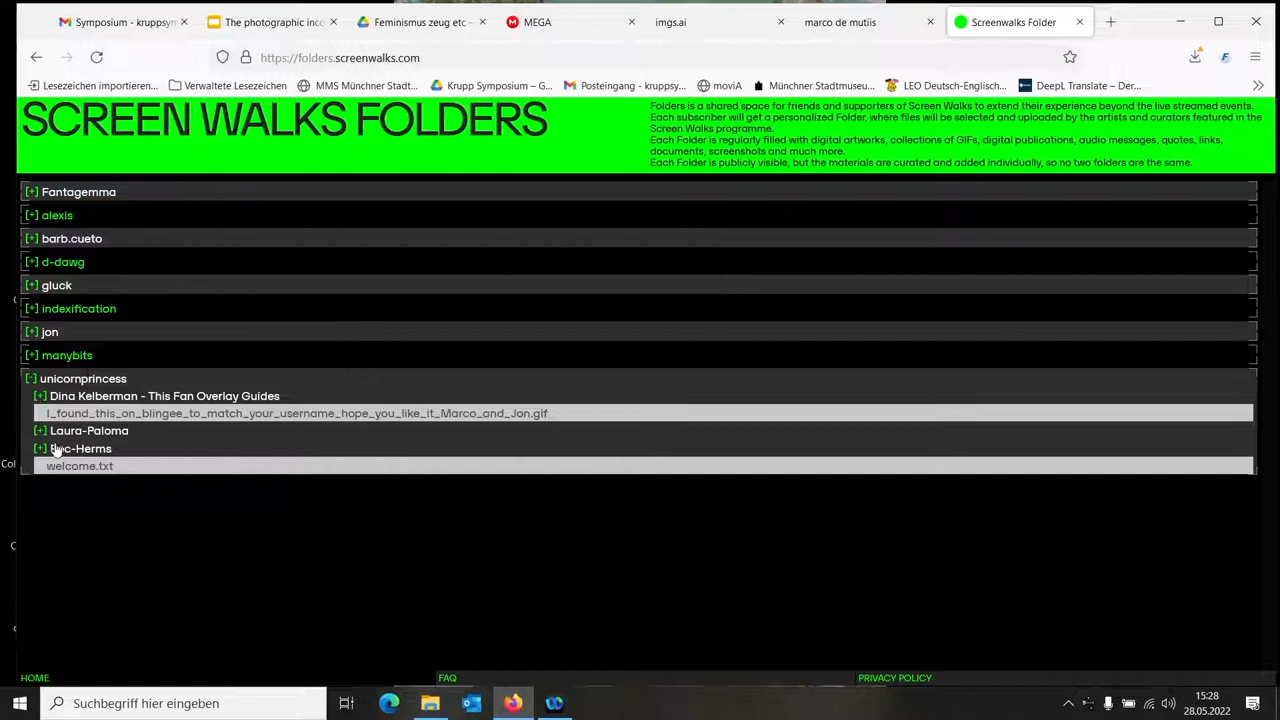 Symposium - kruppsyn
The photographic inco
Feminismus zeug etc -
MEGA
imgs.ai
marco de mutiis
Screenwalks Folder
https://folders.screenwalks.com
Lesezeichen importieren...
Verwaltete Lesezeichen
MMS Münchner Stadt...
Krupp Symposium – G...
Posteingang - kruppsy...
moviA
Münchner Stadtmuseu...
LEO Deutsch-Englisch...
DeepL Translate – Der...
SCREEN WALKS FOLDERS
Folders is a shared space for friends and supporters of Screen Walks to extend their experience beyond the live streamed events.
Each subscriber will get a personalized Folder, where files will be selected and uploaded by the artists and curators featured in the
Screen Walks programme.
Each Folder is regularly filled with digital artworks, collections of GIFs, digital publications, audio messages, quotes, links,
documents, screenshots and much more.
Each Folder is publicly visible, but the materials are curated and added individually, so no two folders are the same.
[+] Fantagemma
[+] alexis
[+] barb.cueto
[+] d-dawg
[+] gluck
[+] indexification
[+] jon
[+] manybits
[-] unicornprincess
[+] Dina Kelberman - This Fan Overlay Guides
I_found_this_on_blingee_to_match_your_username_hope_you_like_it_Marco_and_Jon.gif
[+] Laura-Paloma
[+]
welcome.txt
HOME
FAQ
PRIVACY POLICY
Suchbegriff hier eingeben
15:28
28.05.2022